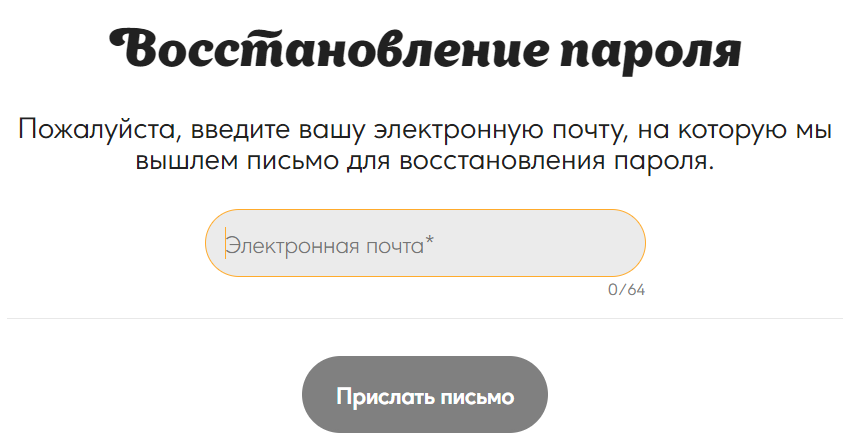 Восстановление пароля
Пожалуйста, введите вашу электронную почту, на которую мы
вышлем письмо для восстановления пароля.
Электронная почта*
0/64
Прислать письмо